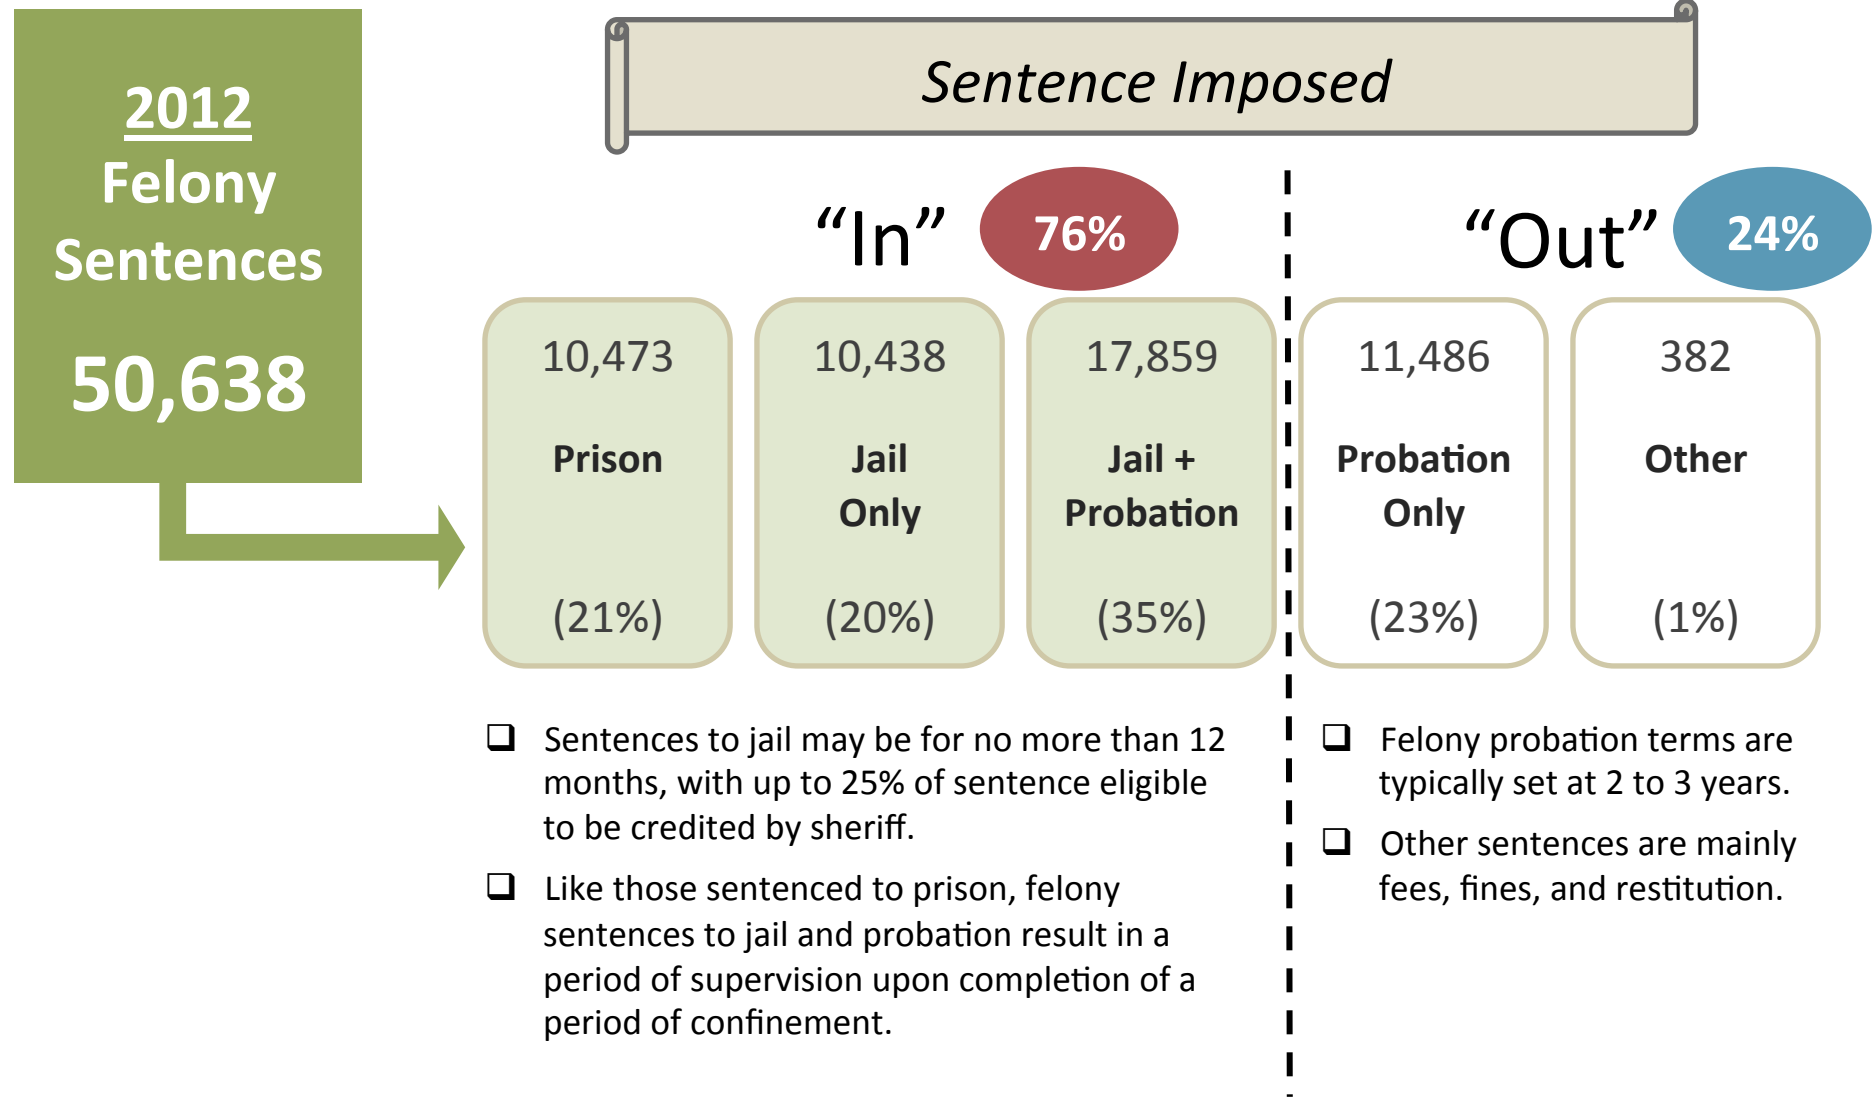 2012
Felony
Sentences
50,638
Sentence Imposed
“In”
76%
“Out”
24%
10,473
Prison
(21%)
10,438
Jail
Only
(20%)
17,859
Jail +
Probation
(35%)
11,486
Probation
Only
(23%)
382
Other
(1%)
❑ Sentences to jail may be for no more than 12
months, with up to 25% of sentence eligible
to be credited by sheriff.
❑ Like those sentenced to prison, felony
sentences to jail and probation result in a
period of supervision upon completion of a
period of confinement.
❑ Felony probation terms are
typically set at 2 to 3 years.
❑ Other sentences are mainly
fees, fines, and restitution.